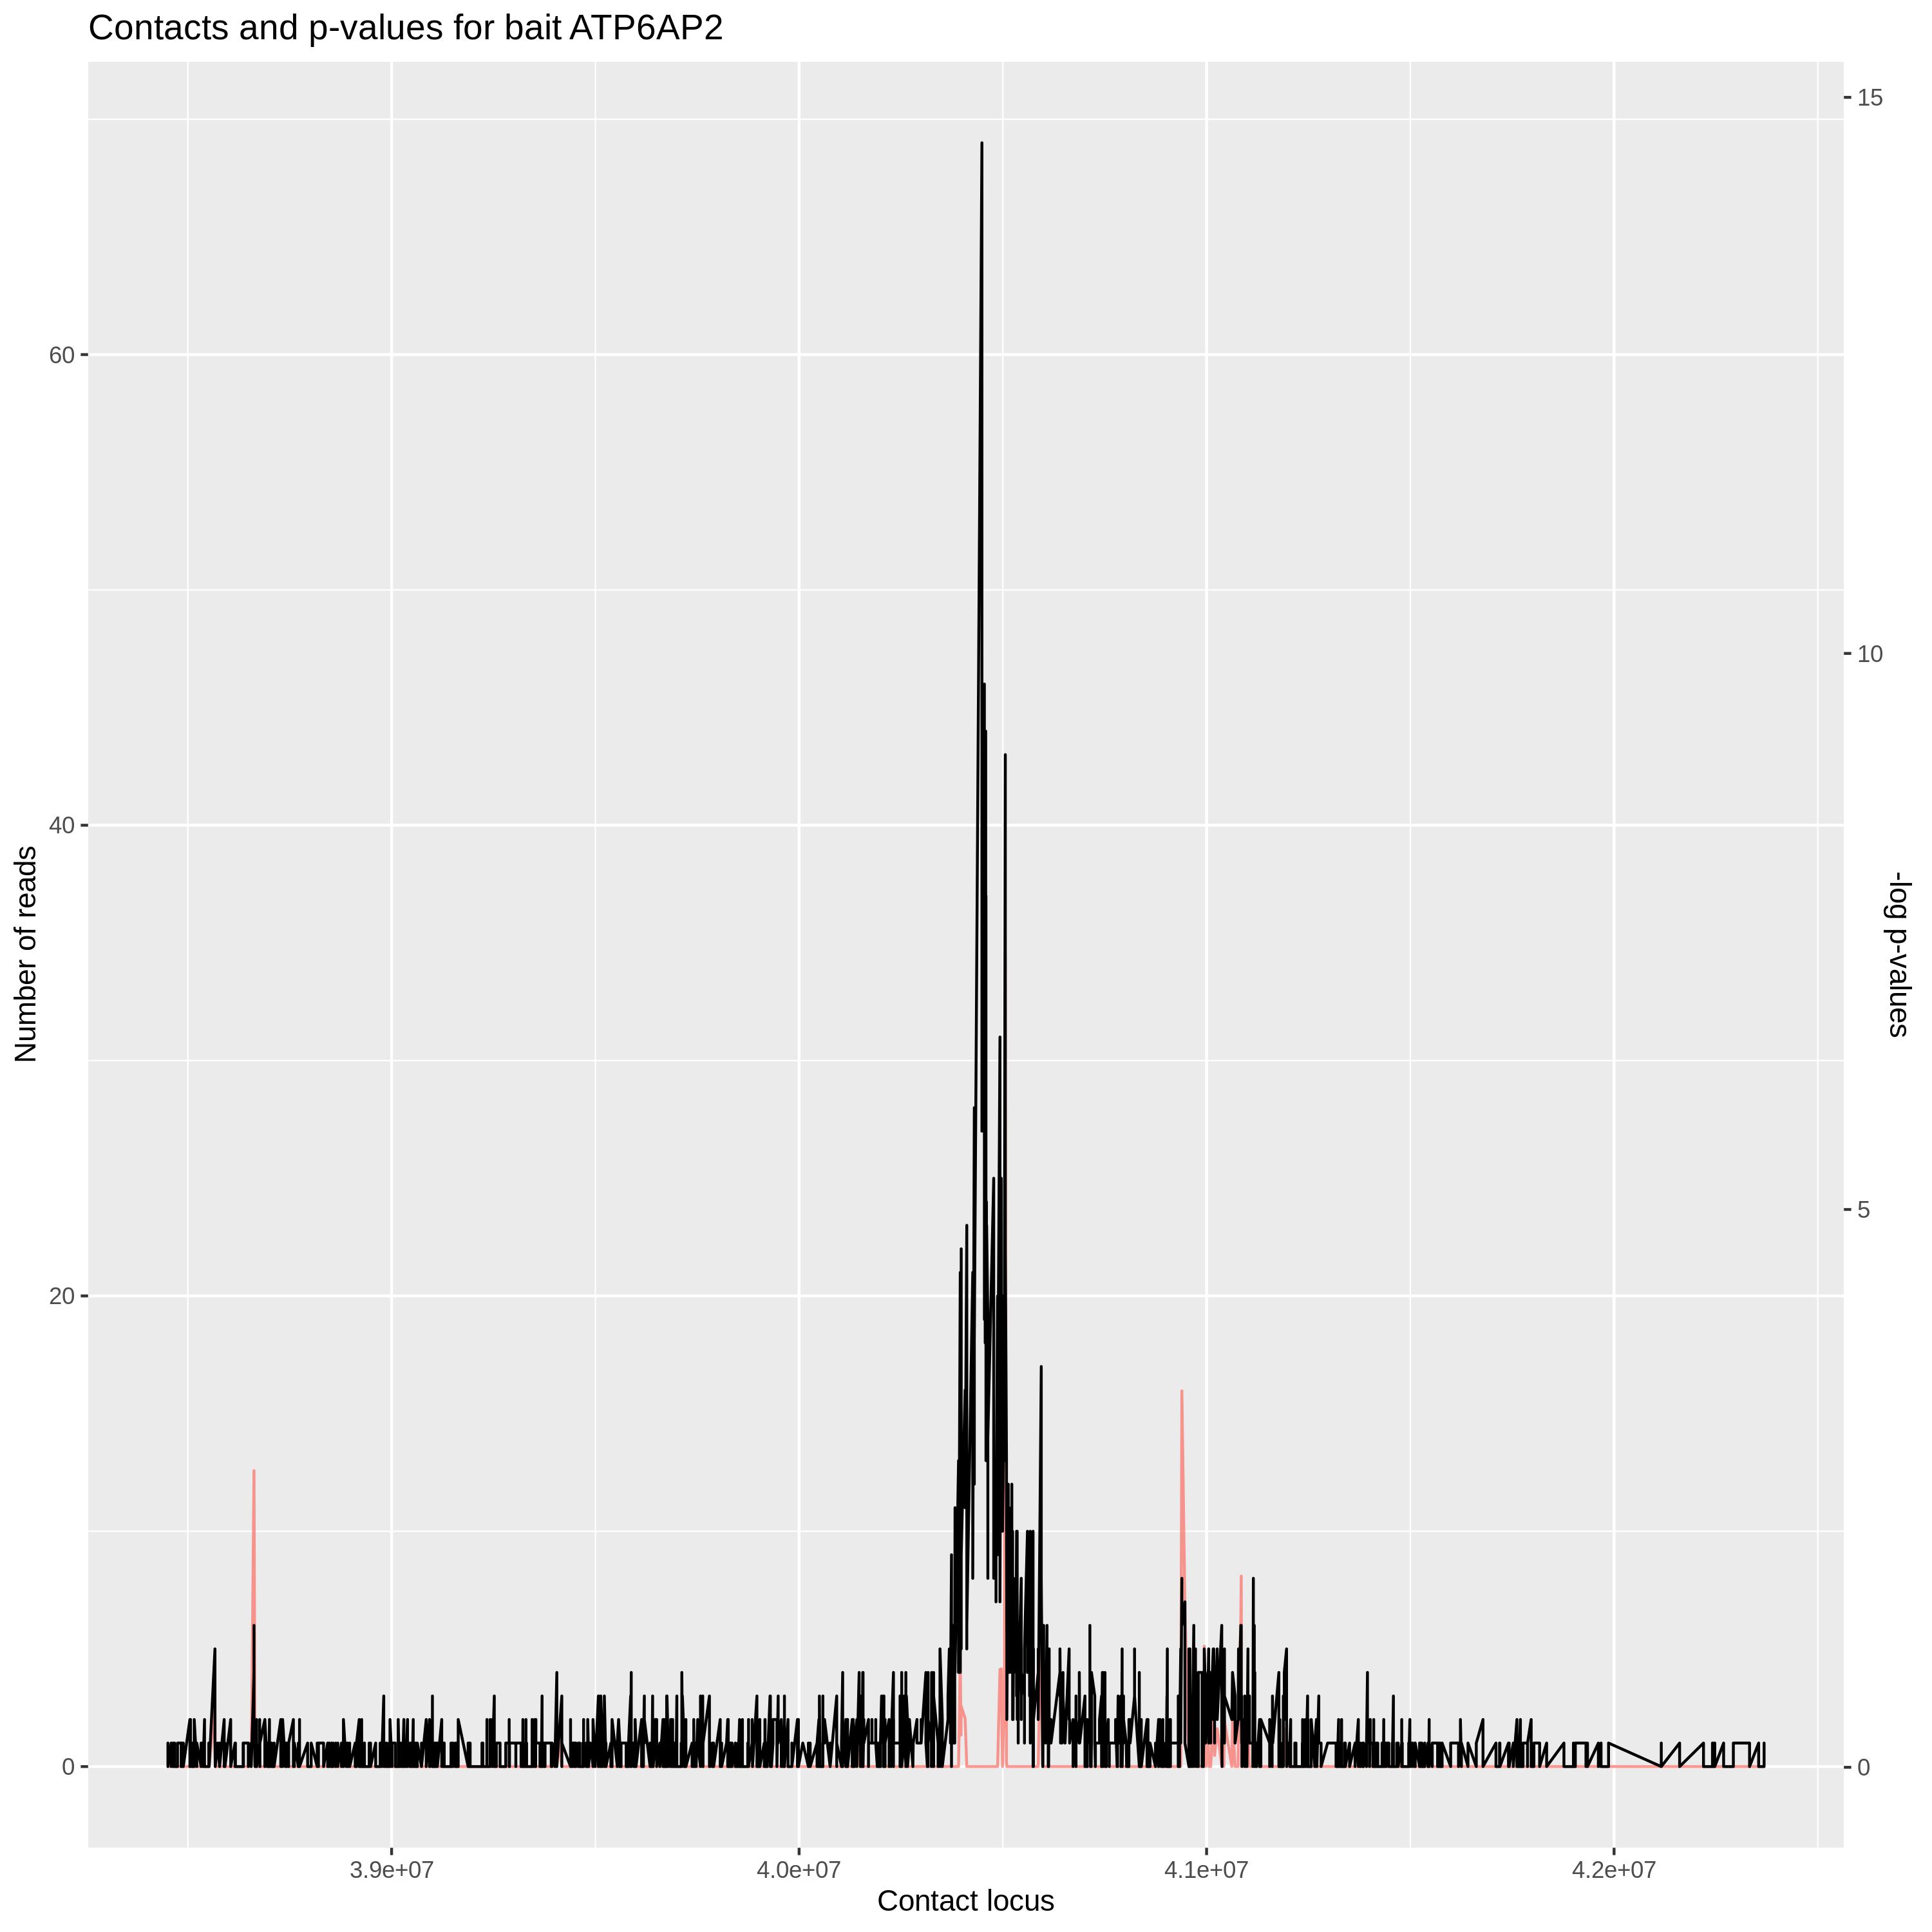 Contacts and p-values for bait ATP6AP2
15
60
10
40
Number of reads
-log p-values
5
20
0
0
3.9e+07
4.0e+07
4.1e+07
4.2e+07
Contact locus